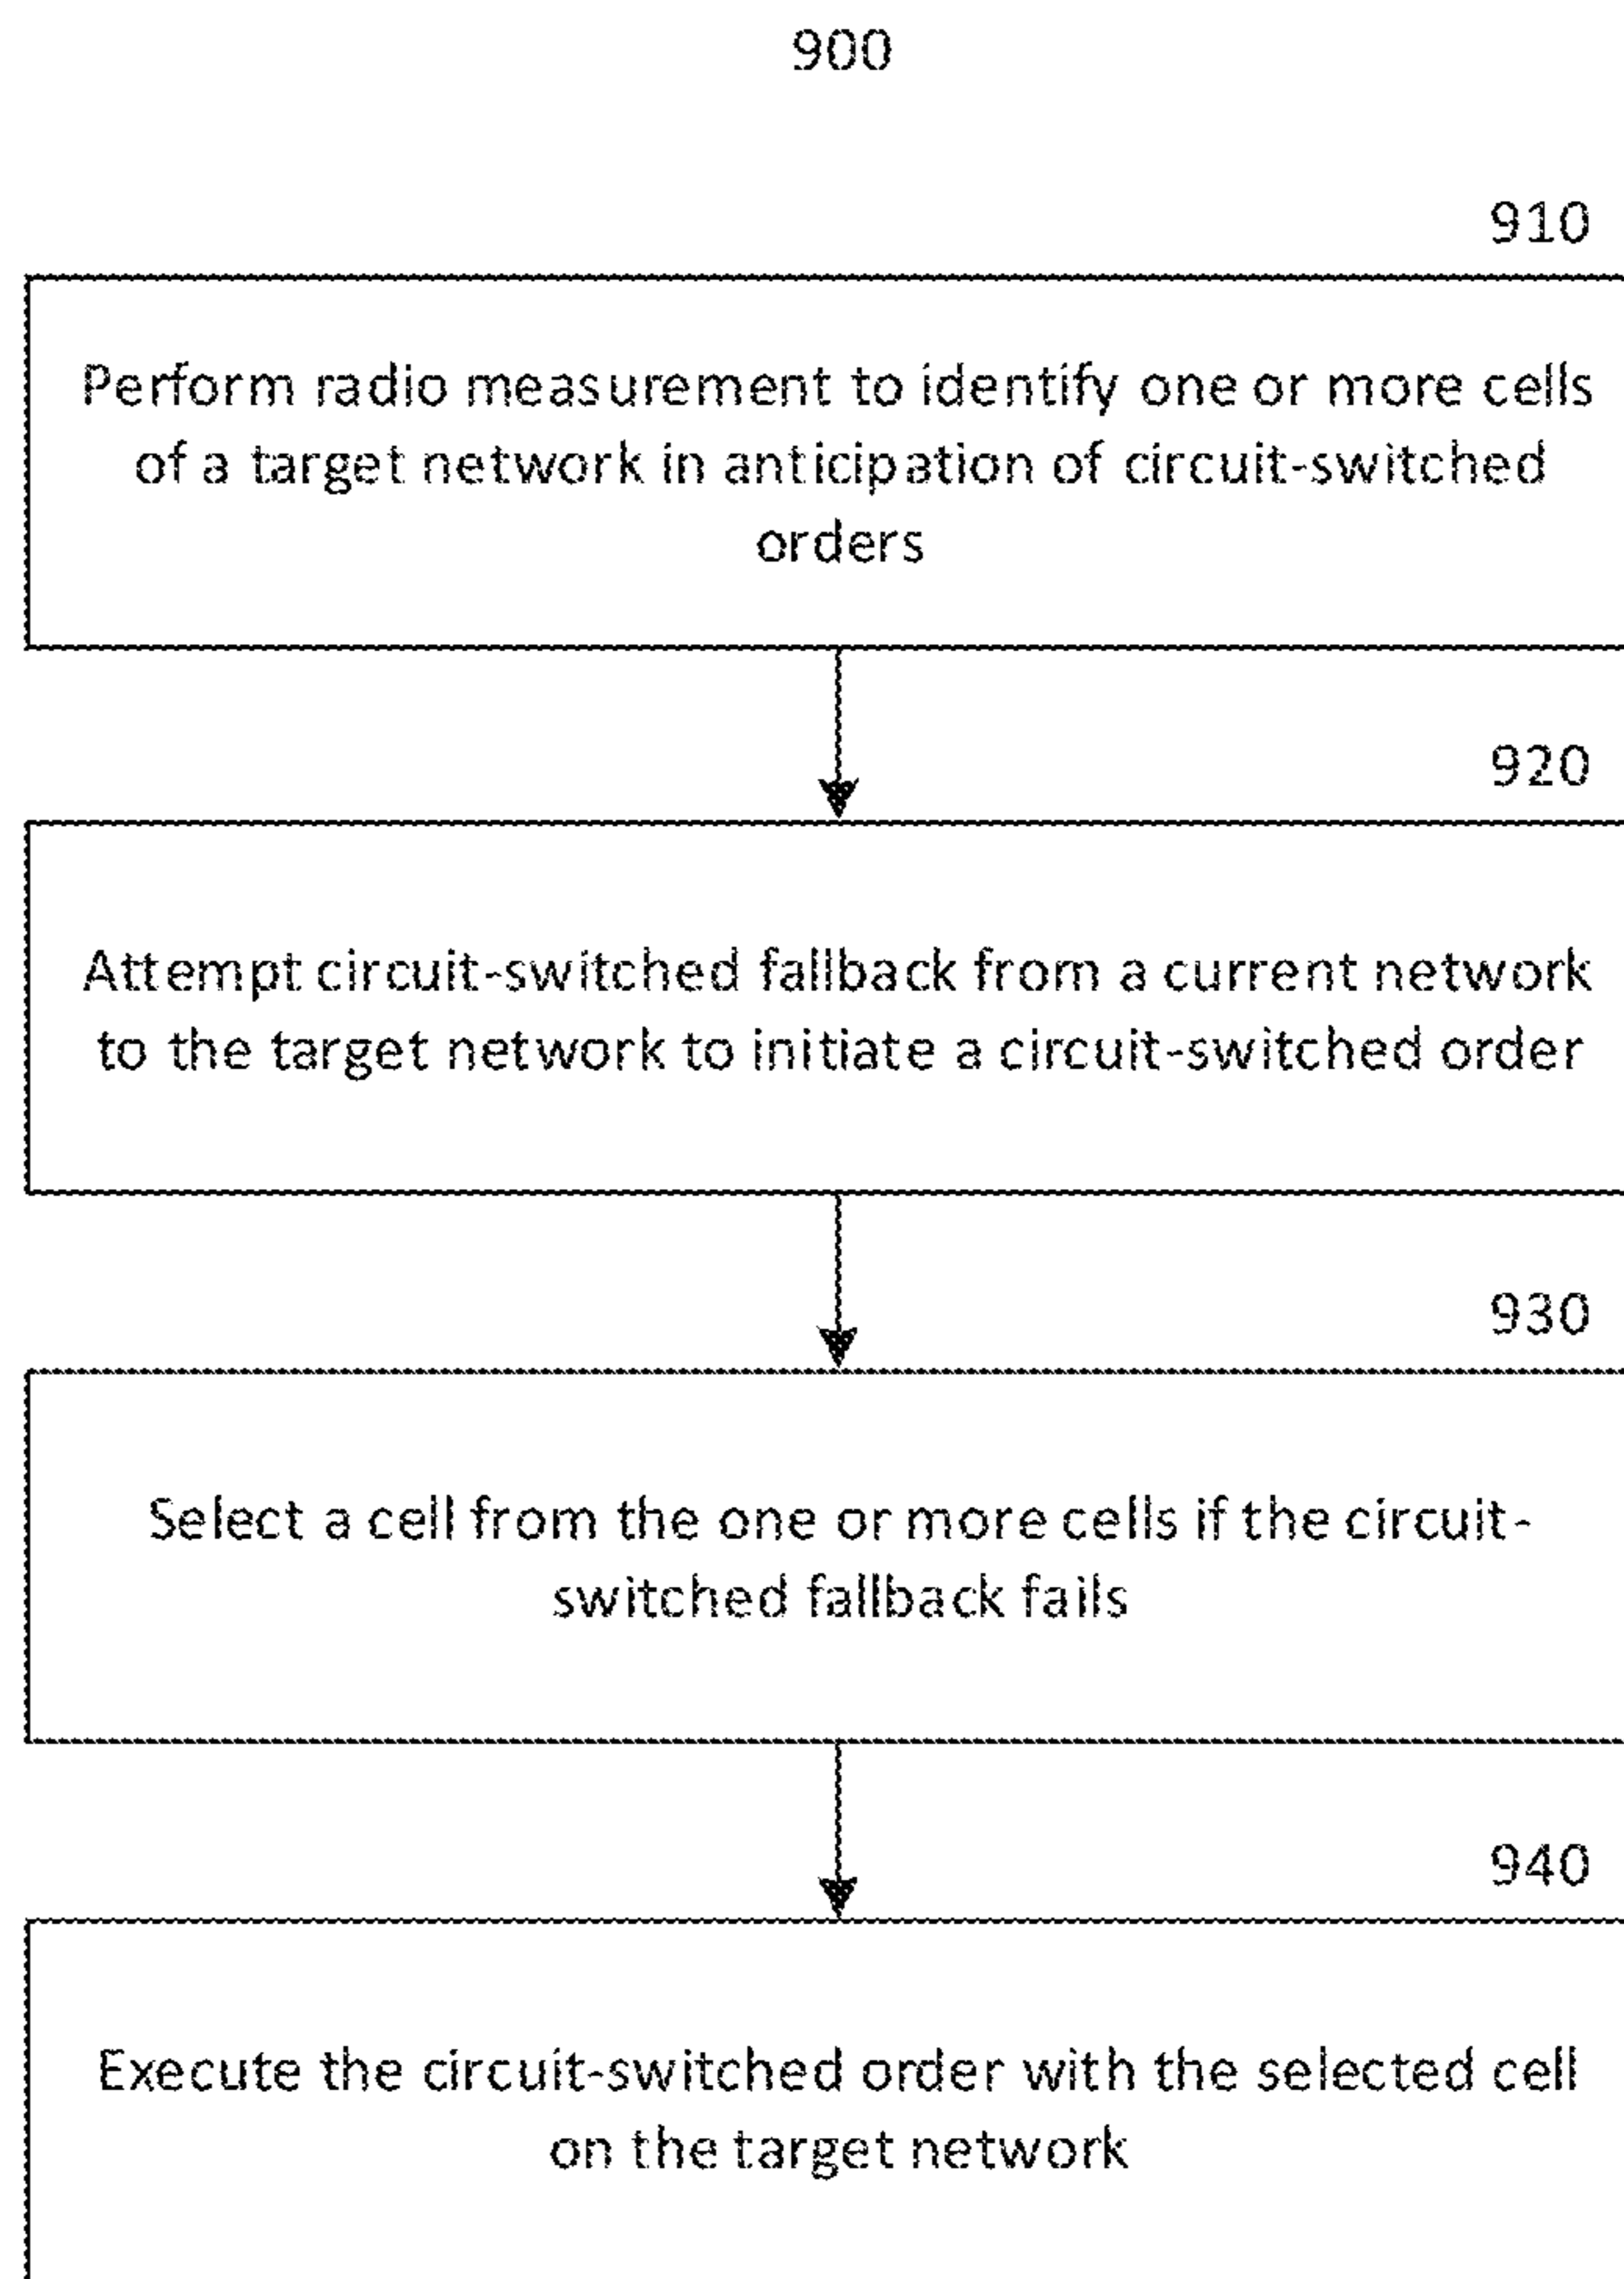 900
910
Perform radio measurement to identify one or more cells
of a target network in anticipation of circuit-switched
orders
920
Attempt circuit-switched fallback from a current network
to the target network to initiate a circuit-switched order
930
Select a cell from the one or more cells if the circuit-
switched fallback fails
940
Execute the circuit-switched order with the selected cell
on the target network